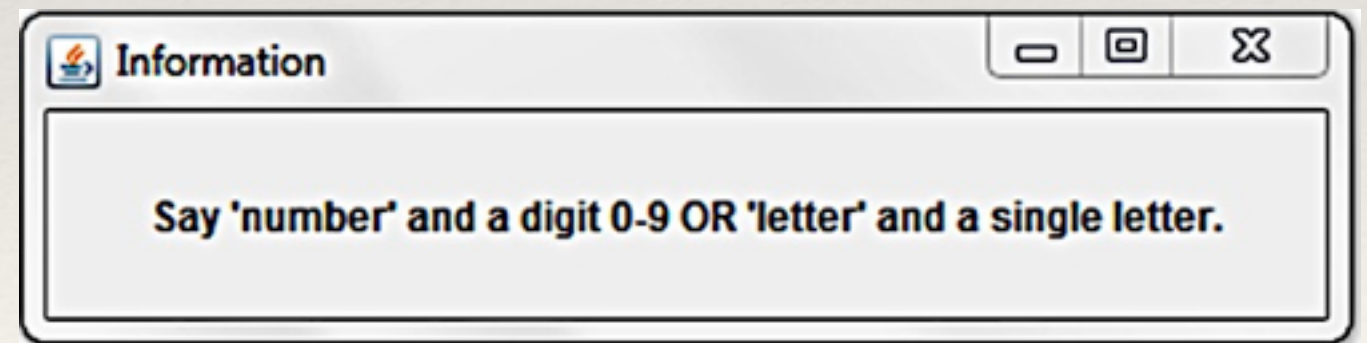 Information
Say 'number' and a digit 0-9 OR 'letter' and a single letter.